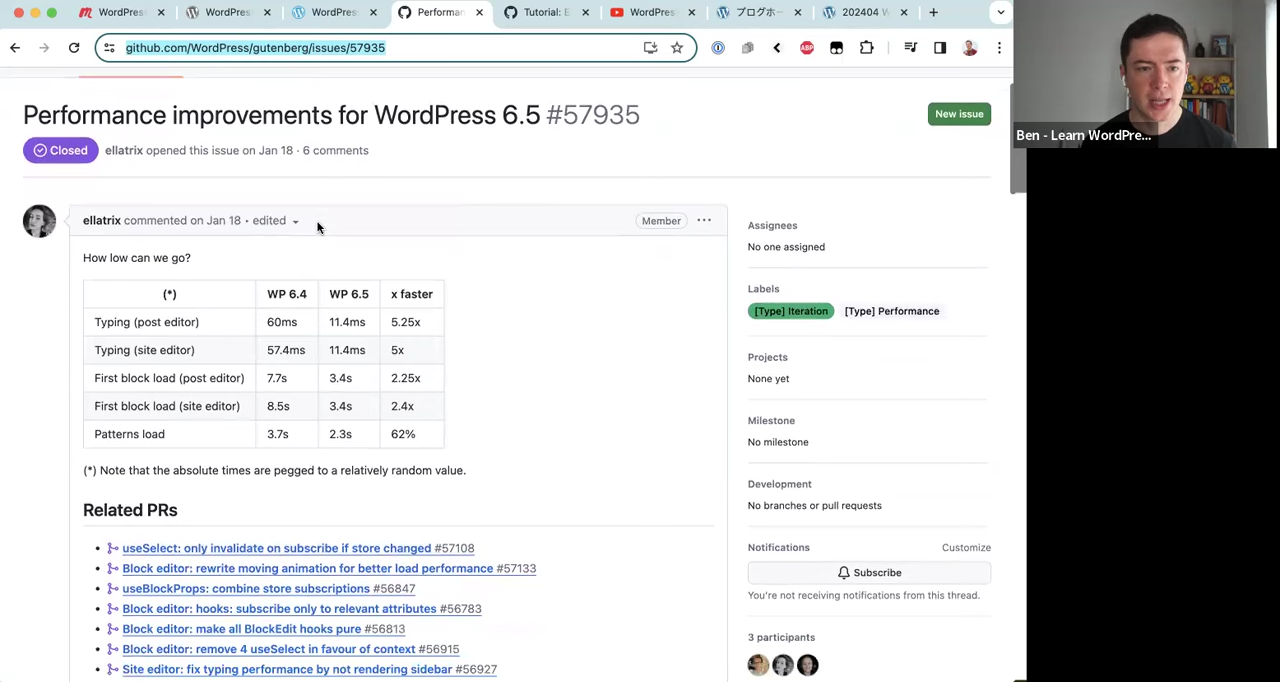 WordPress
WordPress
WordPress
Performan
Tutorial: E
WordPress
ブログホー
202404 W
github.com/WordPress/gutenberg/issues/57935
ABP
Performance improvements for WordPress 6.5 #57935
New issue
Closed
ellatrix opened this issue on Jan 18 · 6 comments
Ben - Learn WordPre...
ellatrix commented on Jan 18 • edited
Member
How low can we go?
(*) WP 6.4 WP 6.5 x faster
Typing (post editor) 60ms 11.4ms 5.25x
Typing (site editor) 57.4ms 11.4ms 5x
First block load (post editor) 7.7s 3.4s 2.25x
First block load (site editor) 8.5s 3.4s 2.4x
Patterns load 3.7s 2.3s 62%
(*) Note that the absolute times are pegged to a relatively random value.
Related PRs
• useSelect: only invalidate on subscribe if store changed #57108
• Block editor: rewrite moving animation for better load performance #57133
• useBlockProps: combine store subscriptions #56847
• Block editor: hooks: subscribe only to relevant attributes #56783
• Block editor: make all BlockEdit hooks pure #56813
• Block editor: remove 4 useSelect in favour of context #56915
• Site editor: fix typing performance by not rendering sidebar #56927
Assignees
No one assigned
Labels
[Type] Iteration [Type] Performance
Projects
None yet
Milestone
No milestone
Development
No branches or pull requests
Notifications Customize
Subscribe
You're not receiving notifications from this thread.
3 participants